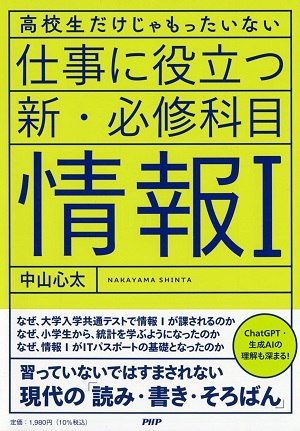 高校生だけじゃもったいない
仕事に役立つ
新・必修科目
情報Ⅰ
中山心太 NAKAYAMA SHINTA
なぜ、大学入学共通テストで情報Ⅰが課されるのか
なぜ、小学生から、統計を学ぶようになったのか
なぜ、情報ⅠがITパスポートの基礎となったのか
ChatGPT・
生成AIの
理解も深まる!
習っていないではすまされない
現代の「読み・書き・そろばん」
定価:1,980円(10%税込)
PHP